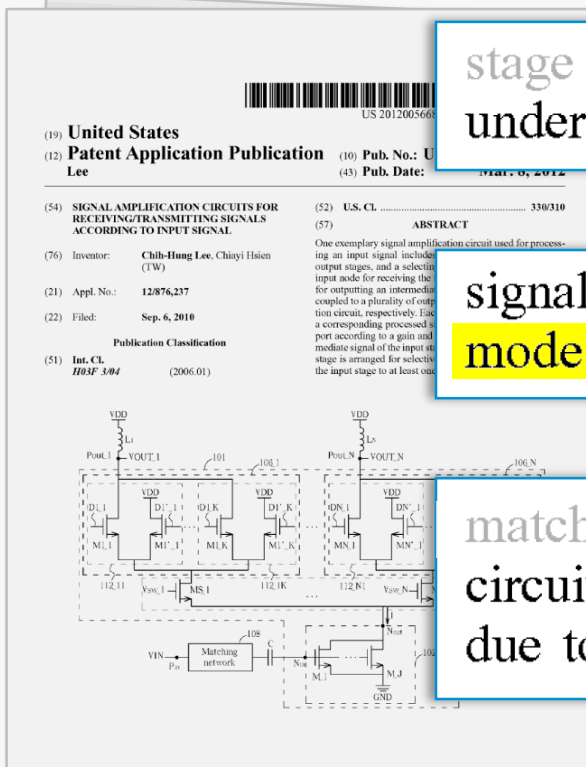 stage
under
US 2012005668
(19) United States
(12) Patent Application Publication (10) Pub. No.: U
Lee (43) Pub. Date: Mar. 8, 2012
(54) SIGNAL AMPLIFICATION CIRCUITS FOR
RECEIVING/TRANSMITTING SIGNALS
ACCORDING TO INPUT SIGNAL
(76) Inventor: Chih-Hung Lee, Chiayi Hsien
(TW)
(21) Appl. No.: 12/876,237
(22) Filed: Sep. 6, 2010
Publication Classification
(51) Int. Cl.
H03F 3/04 (2006.01)
(52) U.S. Cl. ........................................ 330/310
(57) ABSTRACT
One exemplary signal amplification circuit used for process-
ing an input signal includes
output stages, and a selectin
input node for receiving the
for outputting an intermedia
coupled to a plurality of outp
tion circuit, respectively. Eac
a corresponding processed s
port according to a gain and
mediate signal of the input sta
stage is arranged for selectiv
the input stage to at least one
signal
mode
VDD VDD
L1 LN
Pout_1 VOUT_1 101 106_1 Pout_N VOUT_N 106_N
VDD VDD VDD
D1_1 D1'_1 D1_K D1'_K DN_1 DN'_1
M1_1 M1'_1 M1_K M1'_K MN_1 MN'_1
112_11 112_1K 112_N1
VSW_1 MS_1 VSW_N
Nout
108 102
VIN Pin Matching
network C Nin M_1 M_J
GND
match
circuit
due to